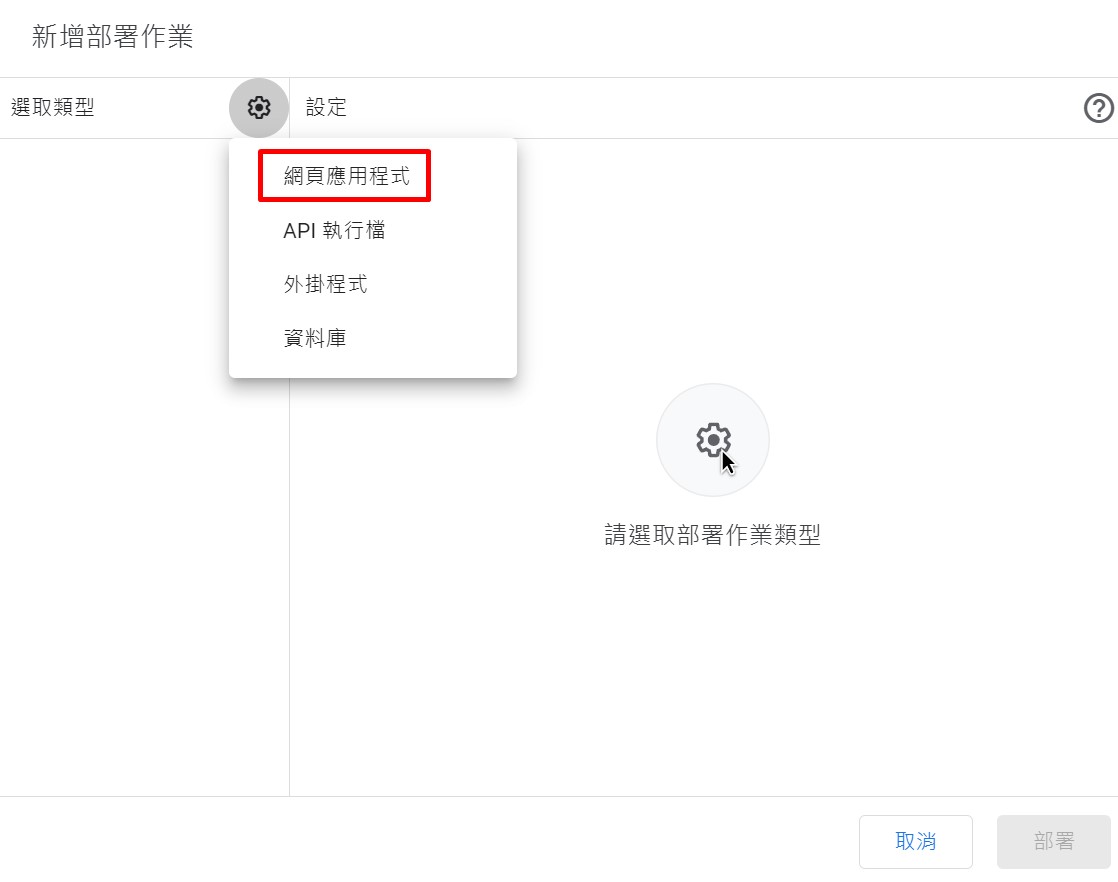 新增部署作業
選取類型
設定
網頁應用程式
API 執行檔
外掛程式
資料庫
請選取部署作業類型
取消
部署